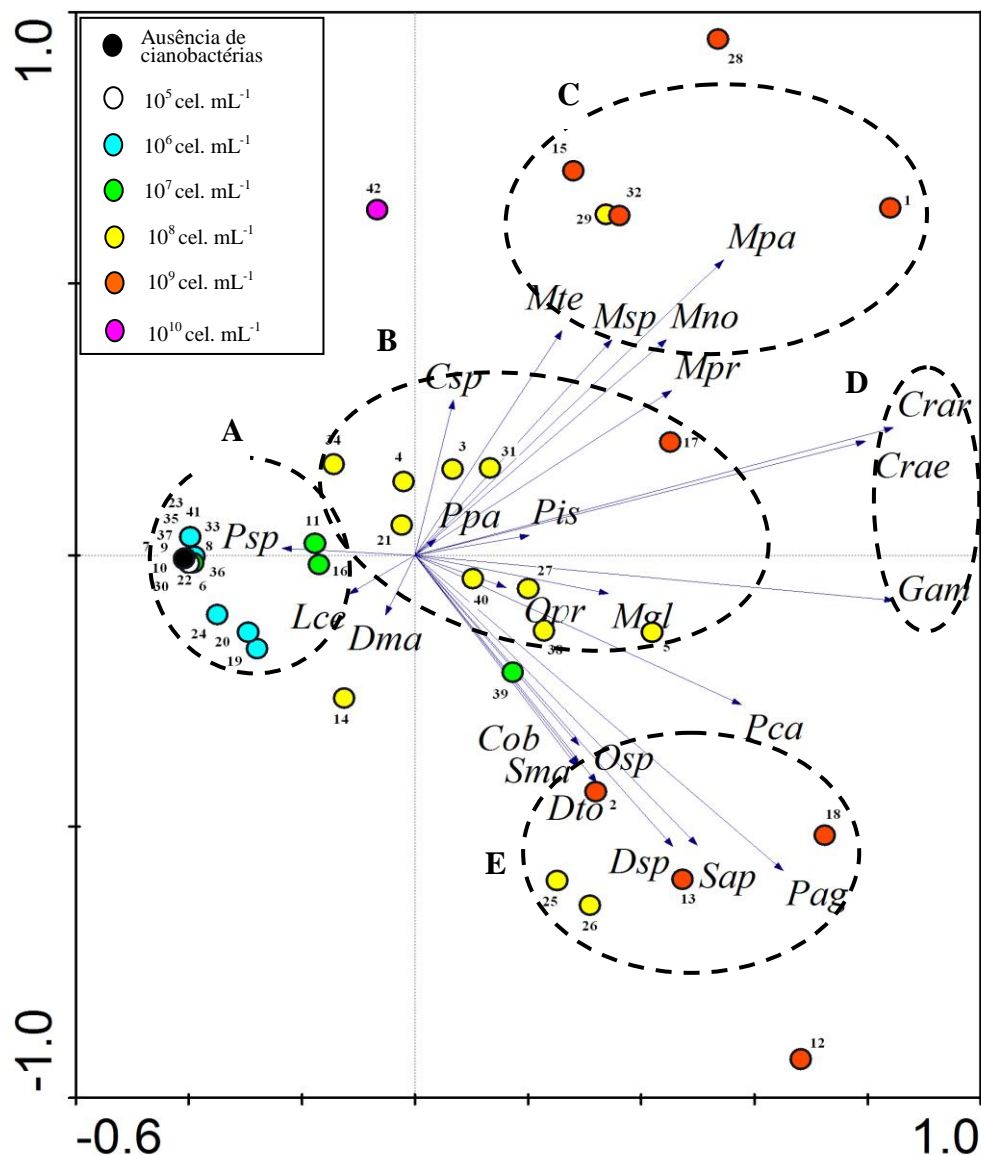 1.0
Ausência de
cianobactérias
10⁵ cel. mL⁻¹
10⁶ cel. mL⁻¹
10⁷ cel. mL⁻¹
10⁸ cel. mL⁻¹
10⁹ cel. mL⁻¹
10¹⁰ cel. mL⁻¹
28
C
15
42
32
1
29
Mpa
Mte
Msp
Mno
B
Csp
Mpr
D
Crar
A
34
4
3
31
17
Crae
23
35
41
37
33
7
9
8
Psp
11
21
Ppa
Pis
10
22
36
30
6
16
27
Gam
40
Opr
Mgl
24
20
Lce
Dma
38
5
19
14
39
Pca
Cob
Osp
Sma
Dto
2
18
E
Dsp
Sap
13
Pag
25
26
12
-1.0
-0.6
1.0